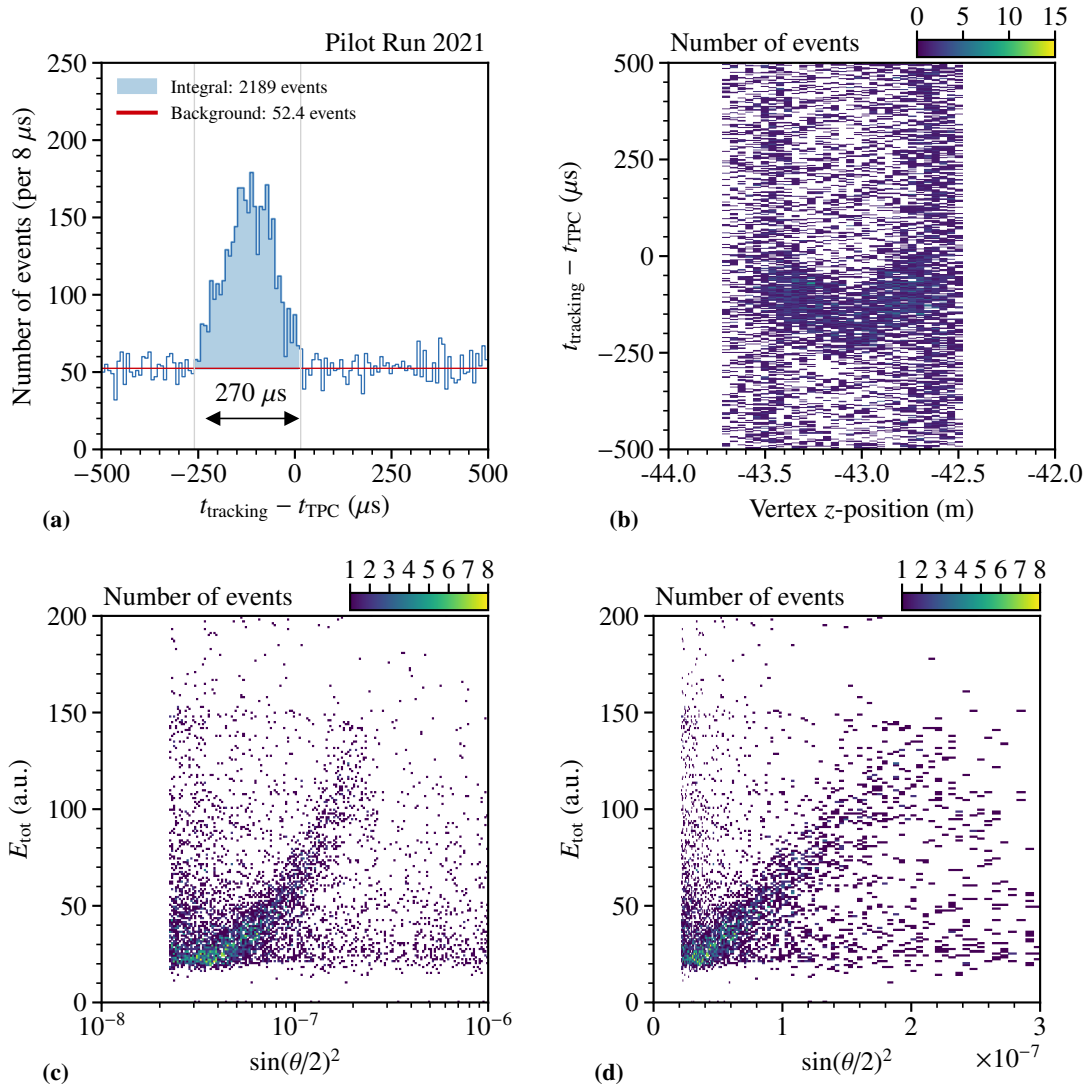 Pilot Run 2021
250
200
150
100
50
0
Number of events (per 8 μs)
Integral: 2189 events
Background: 52.4 events
270 μs
−500 −250 0 250 500
t_tracking − t_TPC (μs)
(a)
Number of events
0 5 10 15
500
250
0
−250
−500
t_tracking − t_TPC (μs)
-44.0 -43.5 -43.0 -42.5 -42.0
Vertex z-position (m)
(b)
Number of events
1 2 3 4 5 6 7 8
200
150
100
50
0
E_tot (a.u.)
10⁻⁸ 10⁻⁷ 10⁻⁶
sin(θ/2)²
(c)
Number of events
1 2 3 4 5 6 7 8
200
150
100
50
0
E_tot (a.u.)
0 1 2 3
sin(θ/2)² ×10⁻⁷
(d)